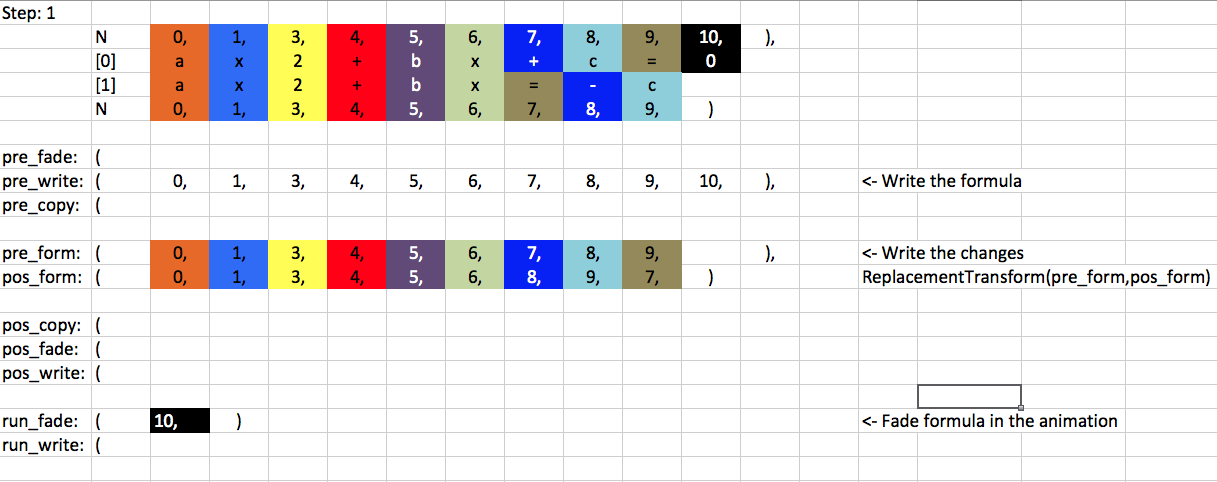 Step: 1
N 0, 1, 3, 4, 5, 6, 7, 8, 9, 10, ),
[0] a x 2 + b x + c = 0
[1] a x 2 + b x = - c
N 0, 1, 3, 4, 5, 6, 7, 8, 9, )
pre_fade: (
pre_write: ( 0, 1, 3, 4, 5, 6, 7, 8, 9, 10, ), <- Write the formula
pre_copy: (
pre_form: ( 0, 1, 3, 4, 5, 6, 7, 8, 9, ), <- Write the changes
pos_form: ( 0, 1, 3, 4, 5, 6, 8, 9, 7, ) ReplacementTransform(pre_form,pos_form)
pos_copy: (
pos_fade: (
pos_write: (
run_fade: ( 10, ) <- Fade formula in the animation
run_write: (